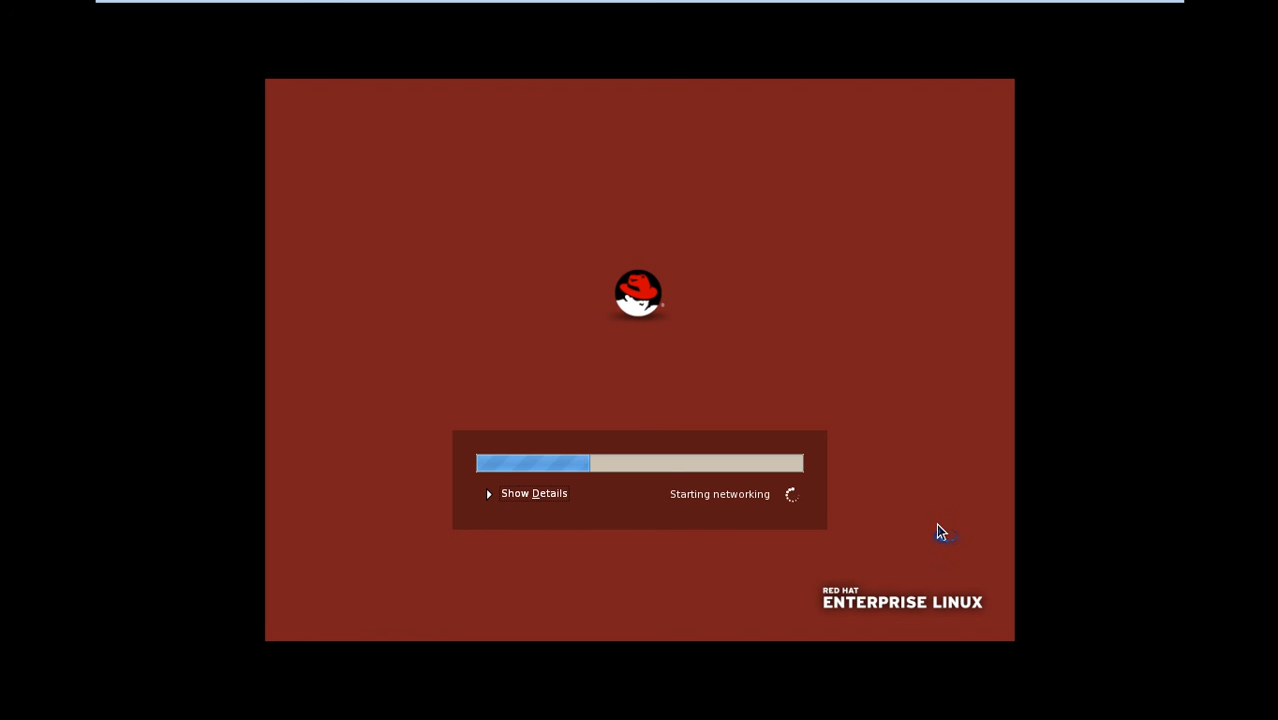 Show Details
Starting networking
RED HAT
ENTERPRISE LINUX